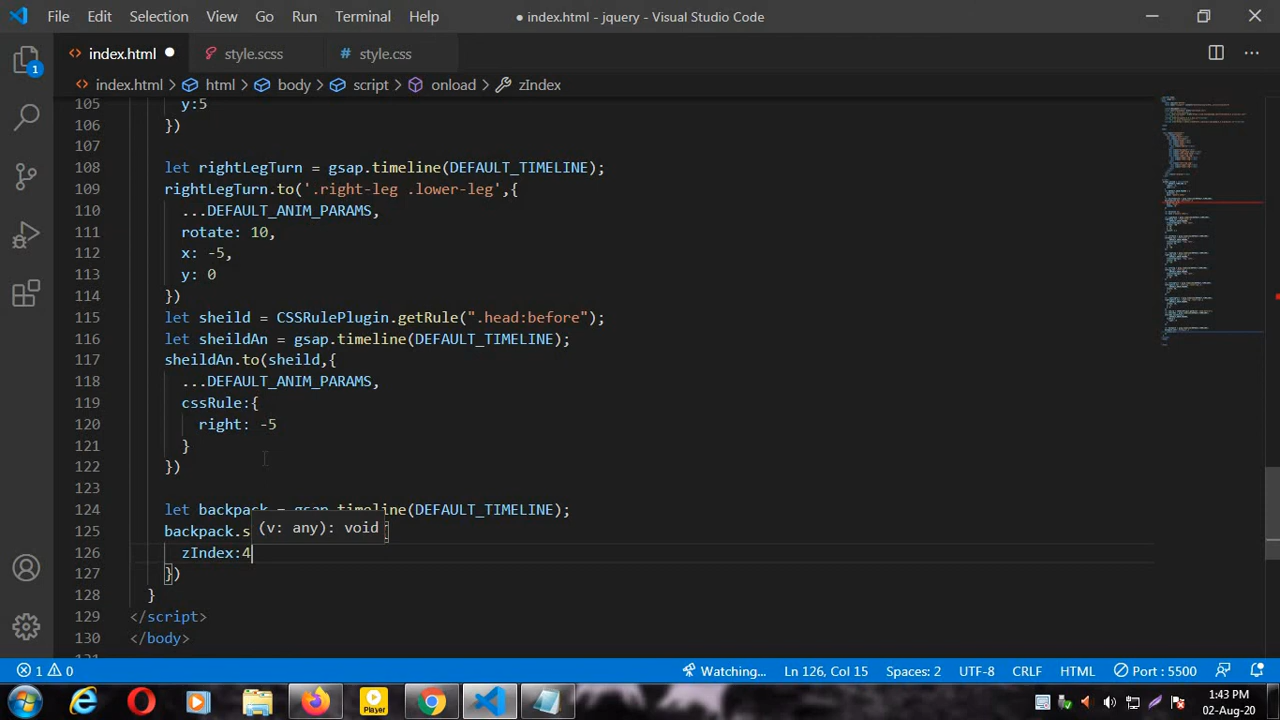 File Edit Selection View Go Run Terminal Help ● index.html - jquery - Visual Studio Code
index.html style.scss # style.css
index.html > html > body > script > onload > zIndex
105 y:5
106 })
107
108 let rightLegTurn = gsap.timeline(DEFAULT_TIMELINE);
109 rightLegTurn.to('.right-leg .lower-leg',{
110 ...DEFAULT_ANIM_PARAMS,
111 rotate: 10,
112 x: -5,
113 y: 0
114 })
115 let sheild = CSSRulePlugin.getRule(".head:before");
116 let sheildAn = gsap.timeline(DEFAULT_TIMELINE);
117 sheildAn.to(sheild,{
118 ...DEFAULT_ANIM_PARAMS,
119 cssRule:{
120 right: -5
121 }
122 })
123
124 let backpack = gsap.timeline(DEFAULT_TIMELINE);
125 backpack.s (v: any): void
126 zIndex:4
127 })
128 }
129 </script>
130 </body>
1
1 0 Watching... Ln 126, Col 15 Spaces: 2 UTF-8 CRLF HTML Port : 5500
Player
1:43 PM
02-Aug-20